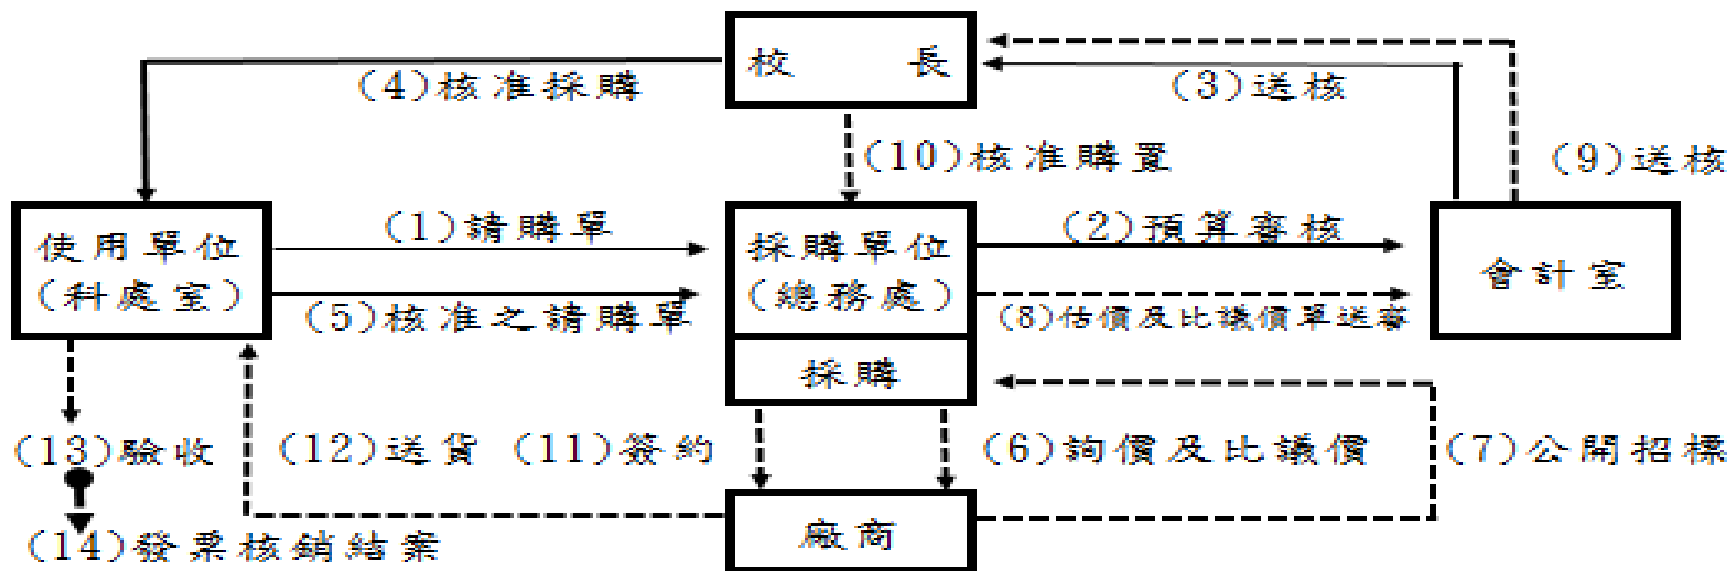 校 長
(4)核准採購
(3)送核
(10)核准購置
(9)送核
使用單位
(科處室)
(1)請購單
採購單位
(總務處)
(2)預算審核
會計室
(5)核准之請購單
(8)估價及比議價單送審
採購
(13)驗收
(12)送貨
(11)簽約
(6)詢價及比議價
(7)公開招標
廠商
(14)發票核銷結案